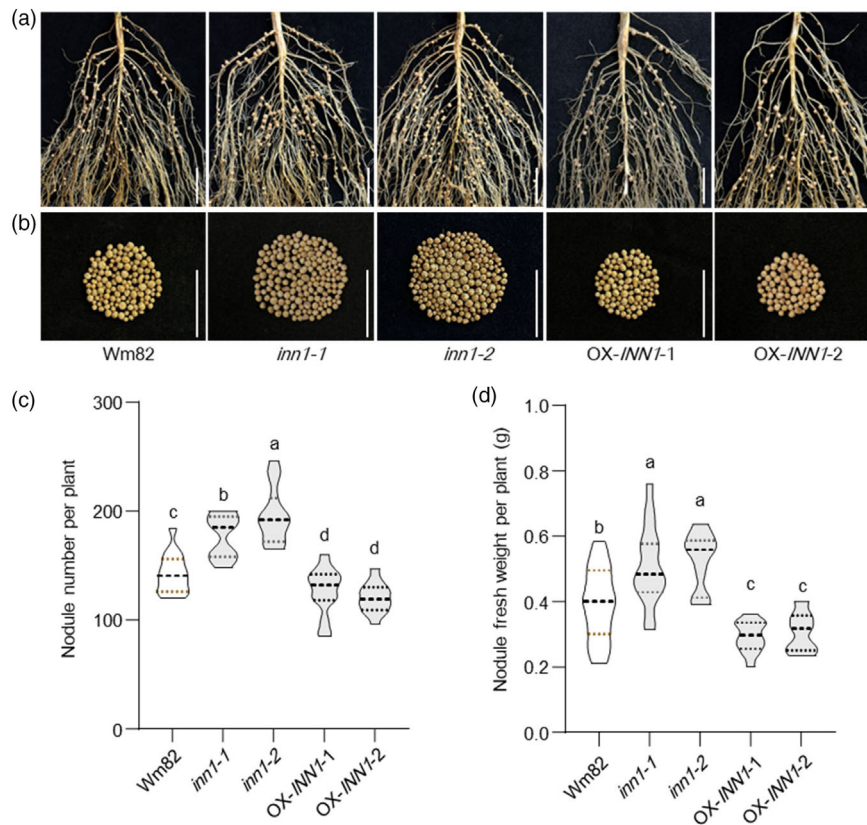 (a)
(b)
Wm82 inn1-1 inn1-2 OX-INN1-1 OX-INN1-2
(c)
300
200
100
0
Nodule number per plant
c b a d d
Wm82 inn1-1 inn1-2 OX-INN1-1 OX-INN1-2
(d)
1.0
0.8
0.6
0.4
0.2
0.0
Nodule fresh weight per plant (g)
b a a c c
Wm82 inn1-1 inn1-2 OX-INN1-1 OX-INN1-2